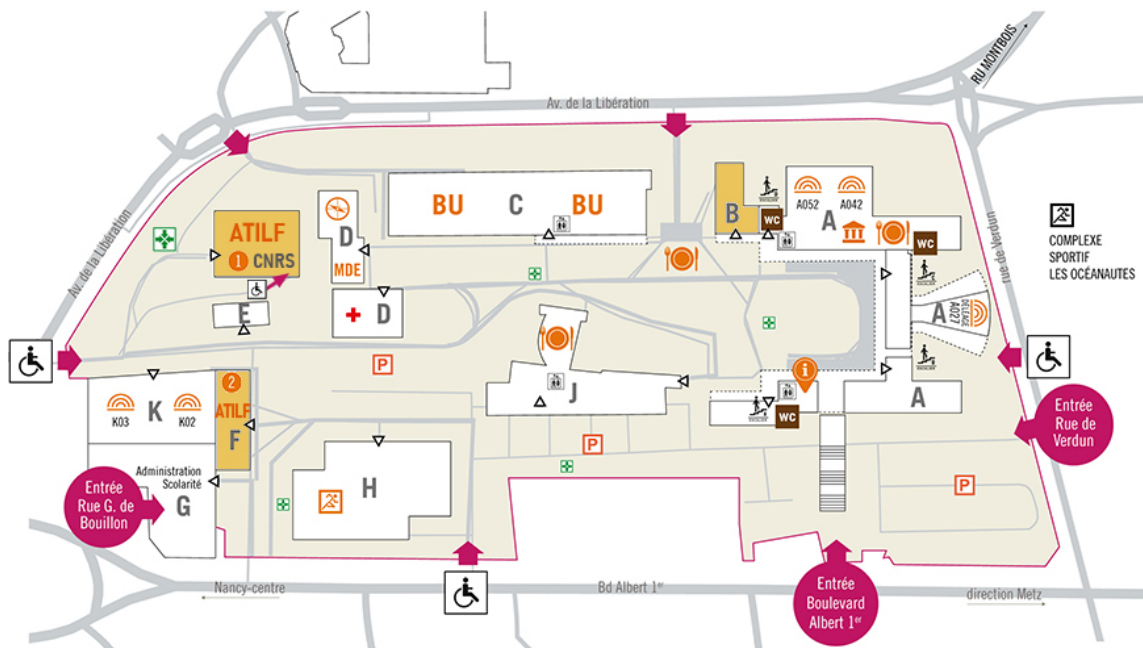 Av. de la Libération
RU MONTBOIS
Av. de la Libération
rue de Verdun
COMPLEXE
SPORTIF
LES OCÉANAUTES
BU
C
BU
B
WC
A052
A042
A
WC
ATILF
1
CNRS
D
MDE
D
E
A
DELAGE
A027
P
K03
K
K02
2
ATILF
F
J
i
WC
A
Entrée
Rue de
Verdun
Administration
Scolarité
G
Entrée
Rue G. de
Bouillon
H
P
P
Nancy-centre
Bd Albert 1er
direction Metz
Entrée
Boulevard
Albert 1er